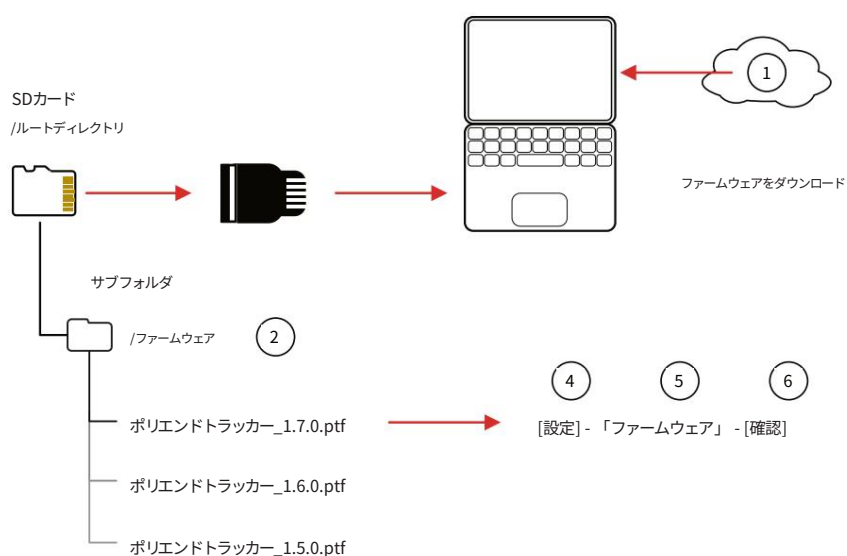 1
SDカード
/ルートディレクトリ
ファームウェアをダウンロード
サブフォルダ
/ファームウェア
2
4
5
6
ポリエンドトラッカー_1.7.0.ptf
[設定] - 「ファームウェア」 - [確認]
ポリエンドトラッカー_1.6.0.ptf
ポリエンドトラッカー_1.5.0.ptf